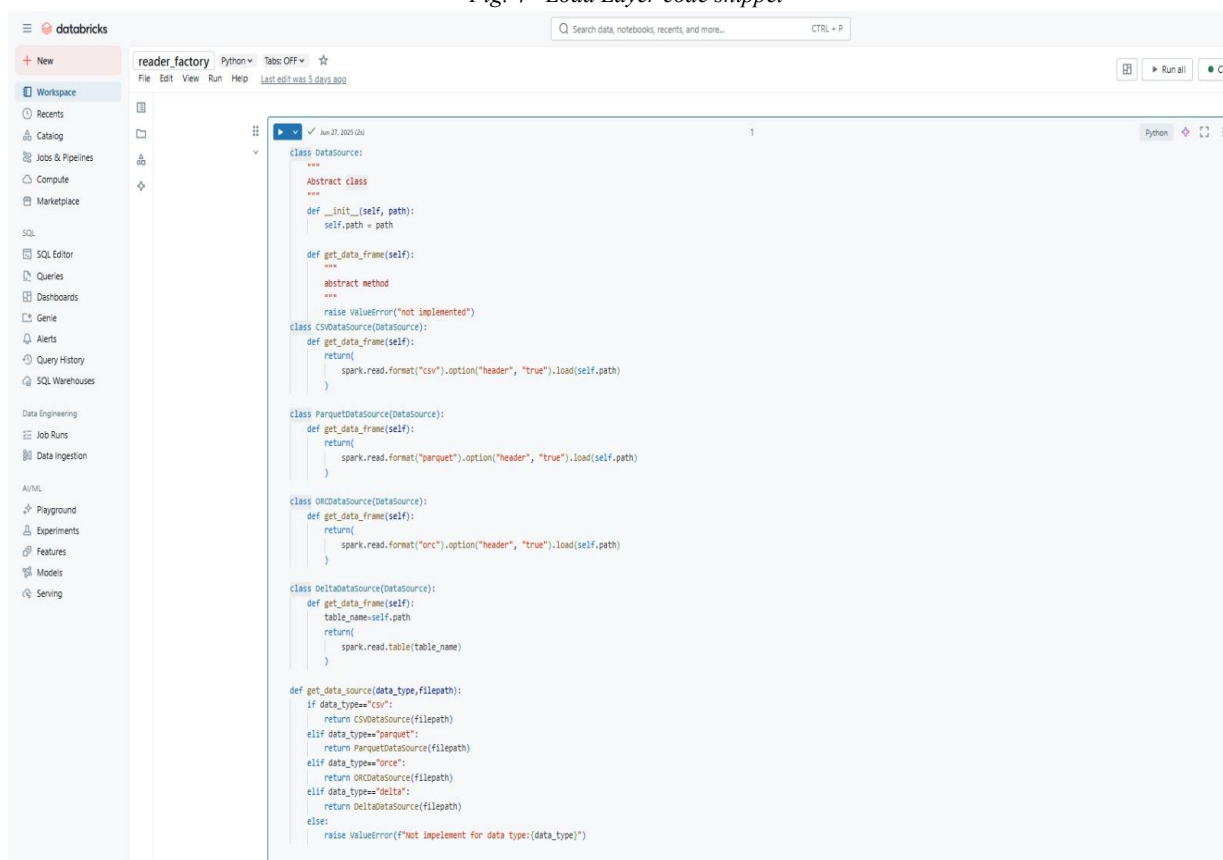 Fig. 7 Load Layer code snippet
databricks
Search data, notebooks, recents, and more...
CTRL + P
New
reader_factory Python Tabs: OFF
File Edit View Run Help Last edit was 5 days ago
Run all
Workspace
Recents
Catalog
Jobs & Pipelines
Compute
Marketplace
SQL
SQL Editor
Queries
Dashboards
Genie
Alerts
Query History
SQL Warehouses
Data Engineering
Job Runs
Data Ingestion
AI/ML
Playground
Experiments
Features
Models
Serving
Jun 27, 2025 (2s)
1
Python
class DataSource:
"""
Abstract class
"""
def __init__(self, path):
self.path = path
def get_data_frame(self):
"""
abstract method
"""
raise ValueError("not implemented")
class CSVDataSource(DataSource):
def get_data_frame(self):
return(
spark.read.format("csv").option("header", "true").load(self.path)
)
class ParquetDataSource(DataSource):
def get_data_frame(self):
return(
spark.read.format("parquet").option("header", "true").load(self.path)
)
class ORCDataSource(DataSource):
def get_data_frame(self):
return(
spark.read.format("orc").option("header", "true").load(self.path)
)
class DeltaDataSource(DataSource):
def get_data_frame(self):
table_name=self.path
return(
spark.read.table(table_name)
)
def get_data_source(data_type,filepath):
if data_type=="csv":
return CSVDataSource(filepath)
elif data_type=="parquet":
return ParquetDataSource(filepath)
elif data_type=="orce":
return ORCDataSource(filepath)
elif data_type=="delta":
return DeltaDataSource(filepath)
else:
raise ValueError(f"Not impelement for data type:{data_type}")